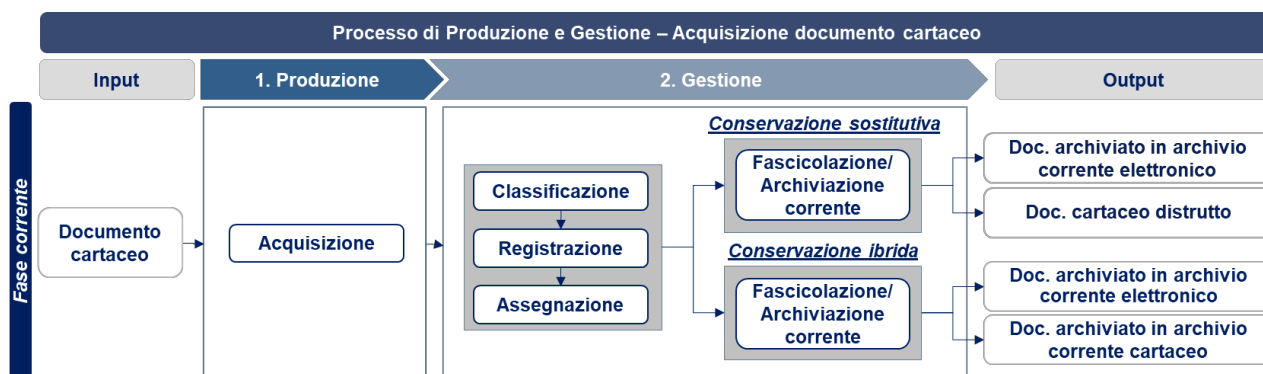 Processo di Produzione e Gestione – Acquisizione documento cartaceo
Input
1. Produzione
2. Gestione
Output
Fase corrente
Documento
cartaceo
Acquisizione
Classificazione
Registrazione
Assegnazione
Conservazione sostitutiva
Fascicolazione/
Archiviazione
corrente
Conservazione ibrida
Fascicolazione/
Archiviazione
corrente
Doc. archiviato in archivio
corrente elettronico
Doc. cartaceo distrutto
Doc. archiviato in archivio
corrente elettronico
Doc. archiviato in archivio
corrente cartaceo